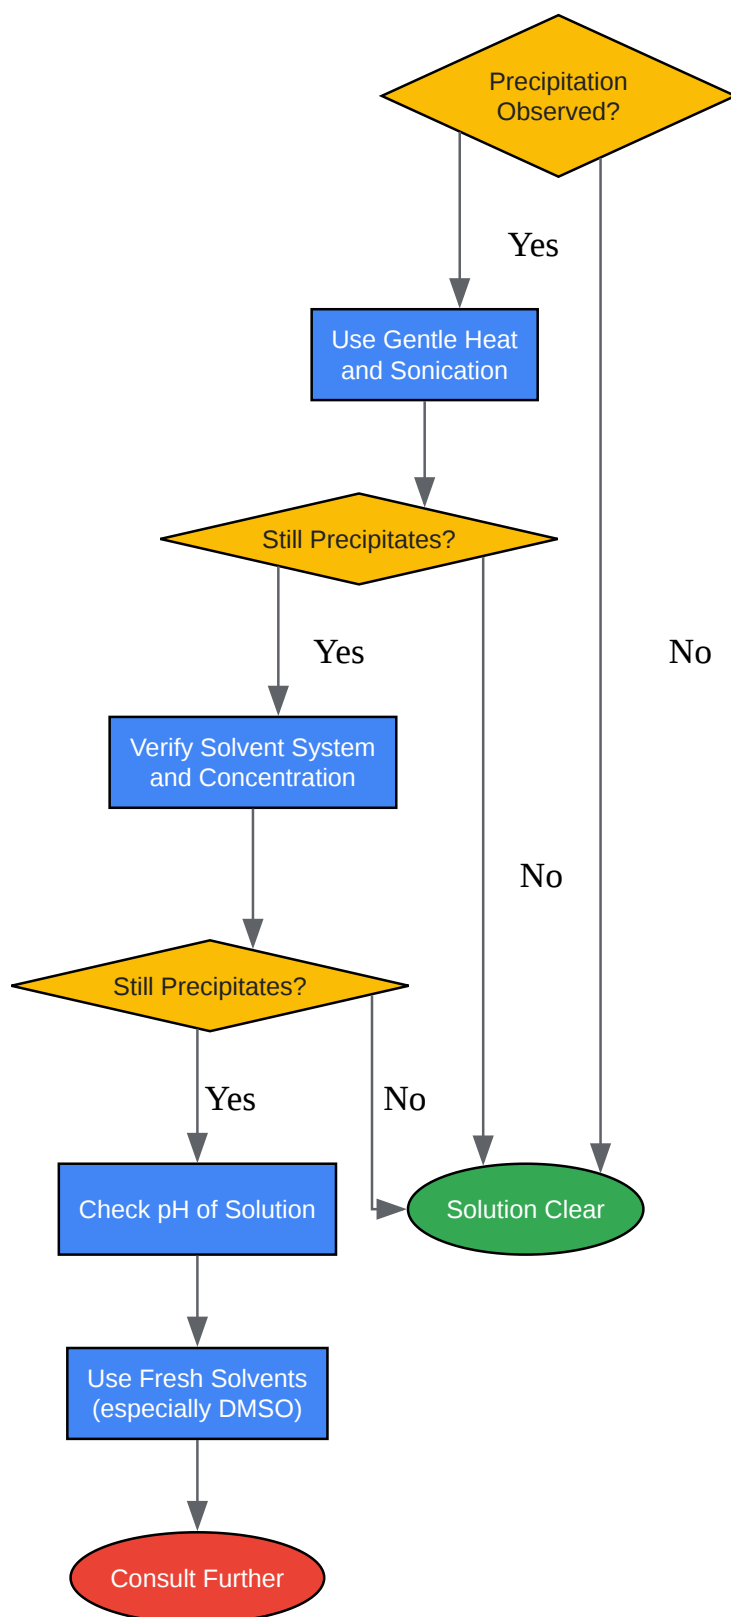 Precipitation
Observed?
Yes
Use Gentle Heat
and Sonication
Still Precipitates?
Yes
No
Verify Solvent System
and Concentration
No
Still Precipitates?
Yes
No
Check pH of Solution
Solution Clear
Use Fresh Solvents
(especially DMSO)
Consult Further